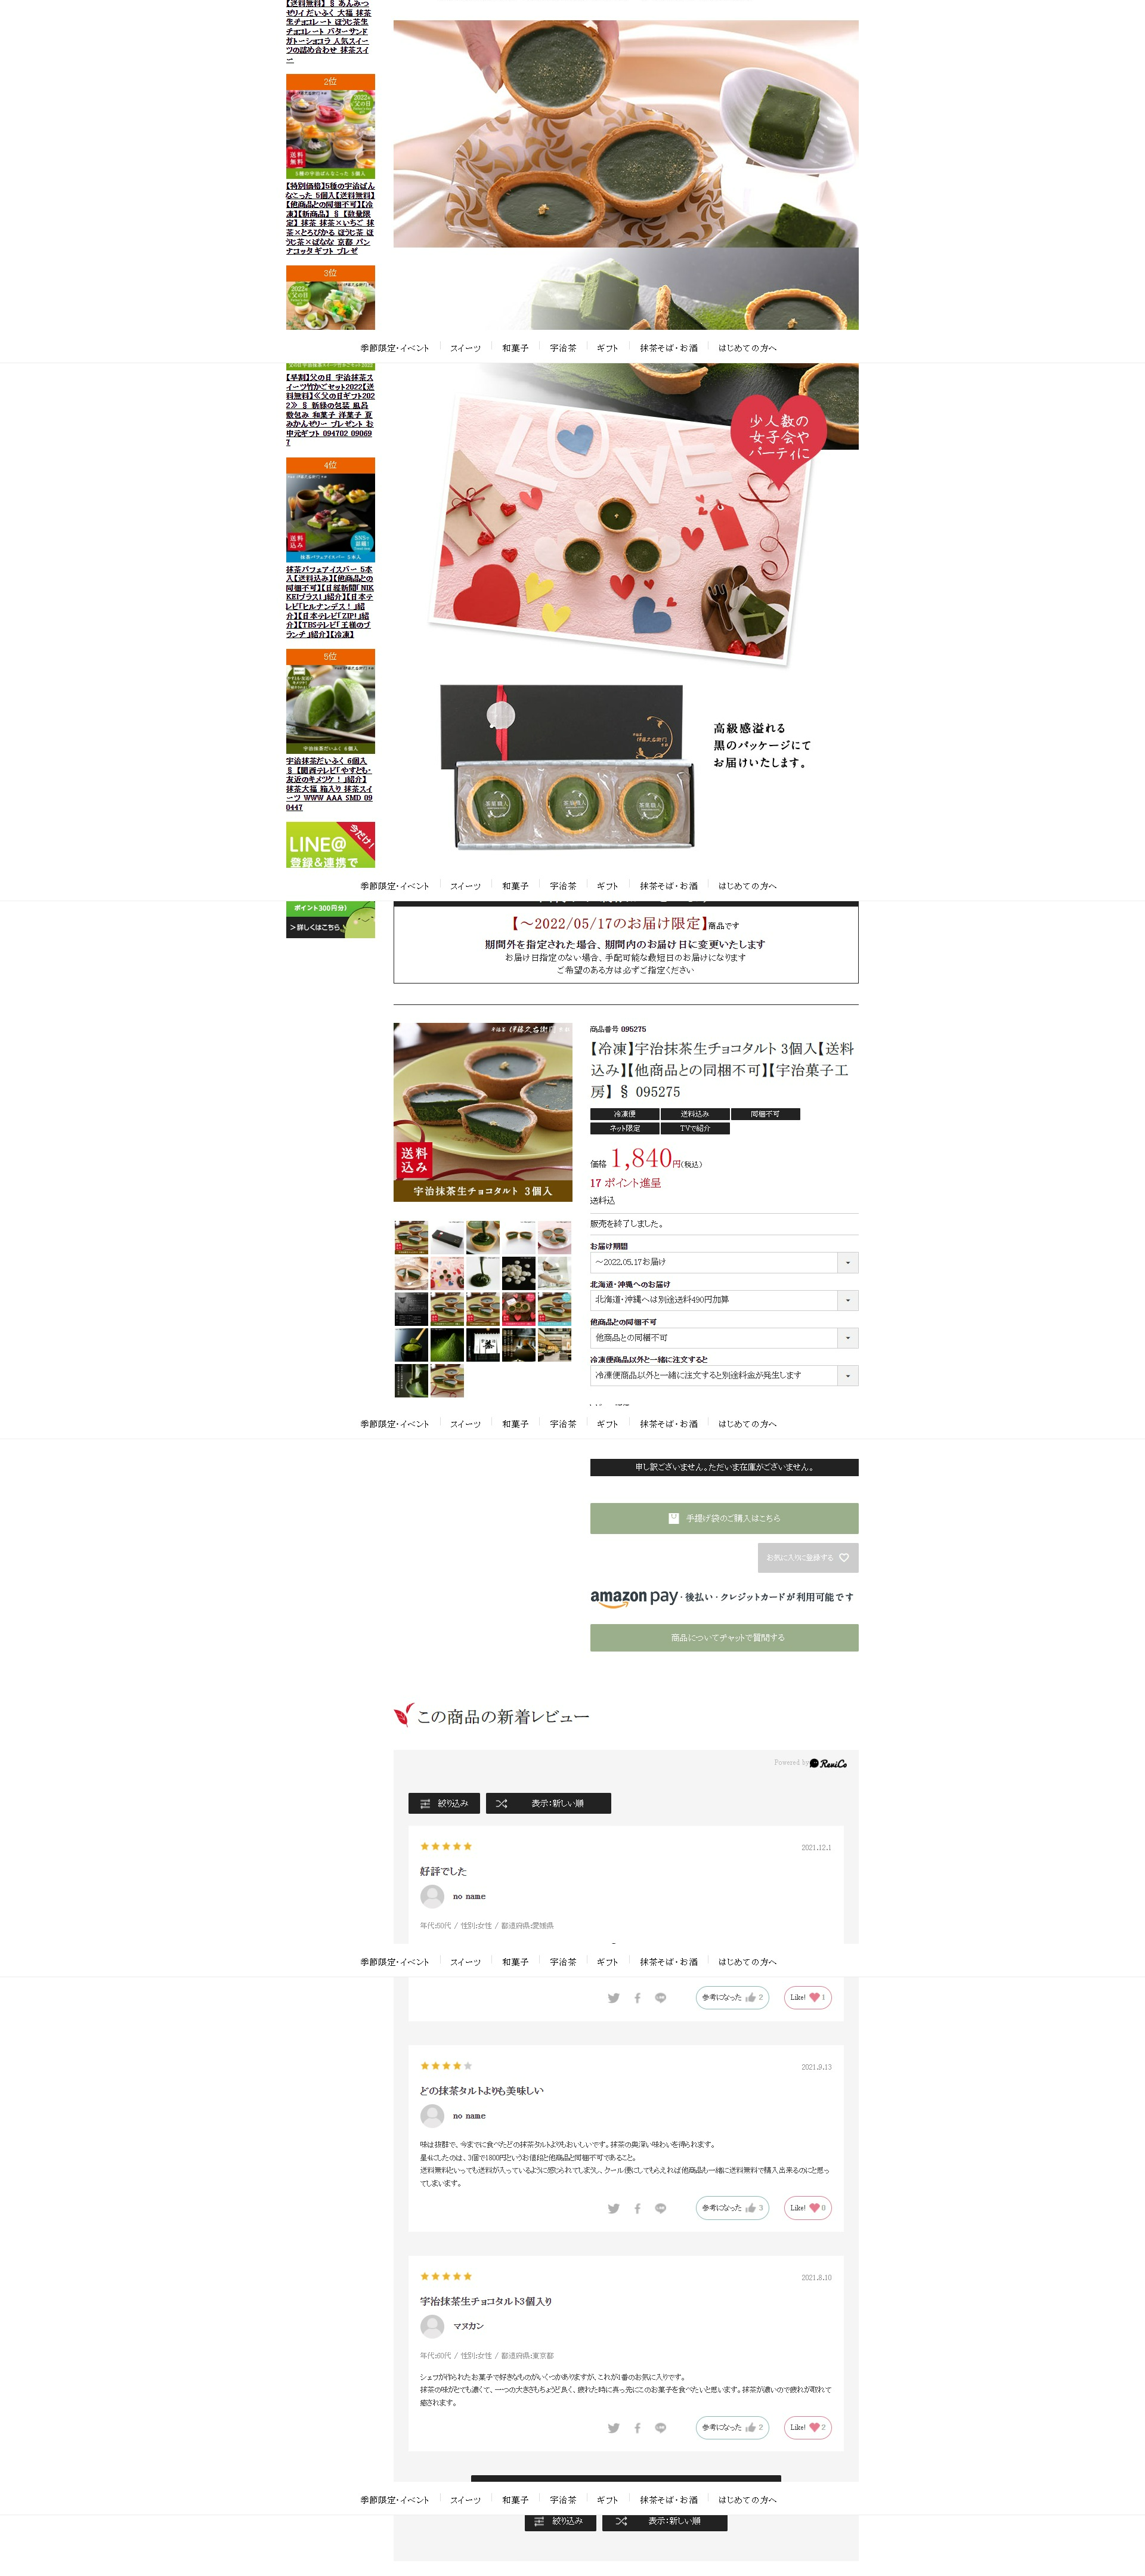 【送料無料】 § あんみつ
ゼリイ だいふく 大福 抹茶
生チョコレート ほうじ茶生
チョコレート バターサンド
ガトーショコラ 人気スイー
ツの詰め合わせ 抹茶スイ
ー
2位
送料
無料
5種の宇治ぱんなこった 5個入
【特別価格】5種の宇治ぱん
なこった 5個入【送料無料】
【他商品との同梱不可】【冷
凍】【新商品】 § 【数量限
定】 抹茶 抹茶×いちご 抹
茶×とろびかる ほうじ茶 ほ
うじ茶×ばなな 京都 パン
ナコッタ ギフト プレゼ
3位
2022年
父の日
季節限定・イベント
スイーツ
和菓子
宇治茶
ギフト
抹茶そば・お酒
はじめての方へ
【早割】父の日 宇治抹茶ス
イーツ竹かごセット2022【送
料無料】≪父の日ギフト202
2≫ § 新緑の包装 風呂
敷包み 和菓子 洋菓子 夏
みかんゼリー プレゼント お
中元ギフト 094702 09069
7
4位
送料
込み
抹茶パフェアイスバー 5本入
抹茶パフェアイスバー 5本
入【送料込み】【他商品との
同梱不可】【日経新聞「NIK
KEIプラス1」紹介】【日本テ
レビ「ヒルナンデス！」紹
介】【日本テレビ「ZIP!」紹
介】【TBSテレビ「王様のブ
ランチ」紹介】【冷凍】
5位
宇治抹茶だいふく 6個入
宇治抹茶だいふく 6個入
§ 【関西テレビ「やすとも・
友近のキメツケ！」紹介】
抹茶大福 箱入り 抹茶スイ
ーツ WWW AAA SMD 09
0447
今だけ！
LINE@
登録&連携で
LOVE
少人数の
女子会や
パーティに
高級感溢れる
黒のパッケージにて
お届けいたします。
季節限定・イベント
スイーツ
和菓子
宇治茶
ギフト
抹茶そば・お酒
はじめての方へ
ポイント300円分）
＞詳しくはこちら
【～2022/05/17のお届け限定】商品です
期間外を指定された場合、期間内のお届け日に変更いたします
お届け日指定のない場合、手配可能な最短日のお届けになります
ご希望のある方は必ずご指定ください
送料
込み
宇治抹茶生チョコタルト 3個入
商品番号 095275
【冷凍】宇治抹茶生チョコタルト 3個入【送料
込み】【他商品との同梱不可】【宇治菓子工
房】 § 095275
冷凍便
送料込み
同梱不可
ネット限定
TVで紹介
価格 1,840円(税込)
17 ポイント進呈
送料込
販売を終了しました。
お届け期間
～2022.05.17お届け
北海道・沖縄へのお届け
北海道・沖縄へは別途送料490円加算
他商品との同梱不可
他商品との同梱不可
冷凍便商品以外と一緒に注文すると
冷凍便商品以外と一緒に注文すると別途料金が発生します
季節限定・イベント
スイーツ
和菓子
宇治茶
ギフト
抹茶そば・お酒
はじめての方へ
申し訳ございません。ただいま在庫がございません。
手提げ袋のご購入はこちら
お気に入りに登録する
amazon pay・後払い・クレジットカードが利用可能です
商品についてチャットで質問する
この商品の新着レビュー
Powered by ReviCo
絞り込み
表示：新しい順
2021.12.1
好評でした
no name
年代:50代 / 性別:女性 / 都道府県:愛媛県
季節限定・イベント
スイーツ
和菓子
宇治茶
ギフト
抹茶そば・お酒
はじめての方へ
参考になった 2
Like! 1
2021.9.13
どの抹茶タルトよりも美味しい
no name
味は抜群で、今までに食べたどの抹茶タルトよりもおいしいです。抹茶の奥深い味わいを得られます。
星4にしたのは、3個で1800円というお値段と他商品と同梱不可であること。
送料無料といっても送料が入っているように感じられてしまうし、クール便にしてもらえれば他商品も一緒に送料無料で購入出来るのにと思っ
てしまいます。
参考になった 3
Like! 0
2021.8.10
宇治抹茶生チョコタルト3個入り
マヌカン
年代:60代 / 性別:女性 / 都道府県:東京都
シェフが作られたお菓子で好きなものがいくつかありますが、これが1番のお気に入りです。
抹茶の味がとても濃くて、一つの大きさもちょうど良く、疲れた時に真っ先にこのお菓子を食べたいと思います。抹茶が濃いので疲れが取れて
癒されます。
参考になった 2
Like! 2
季節限定・イベント
スイーツ
和菓子
宇治茶
ギフト
抹茶そば・お酒
はじめての方へ
絞り込み
表示：新しい順